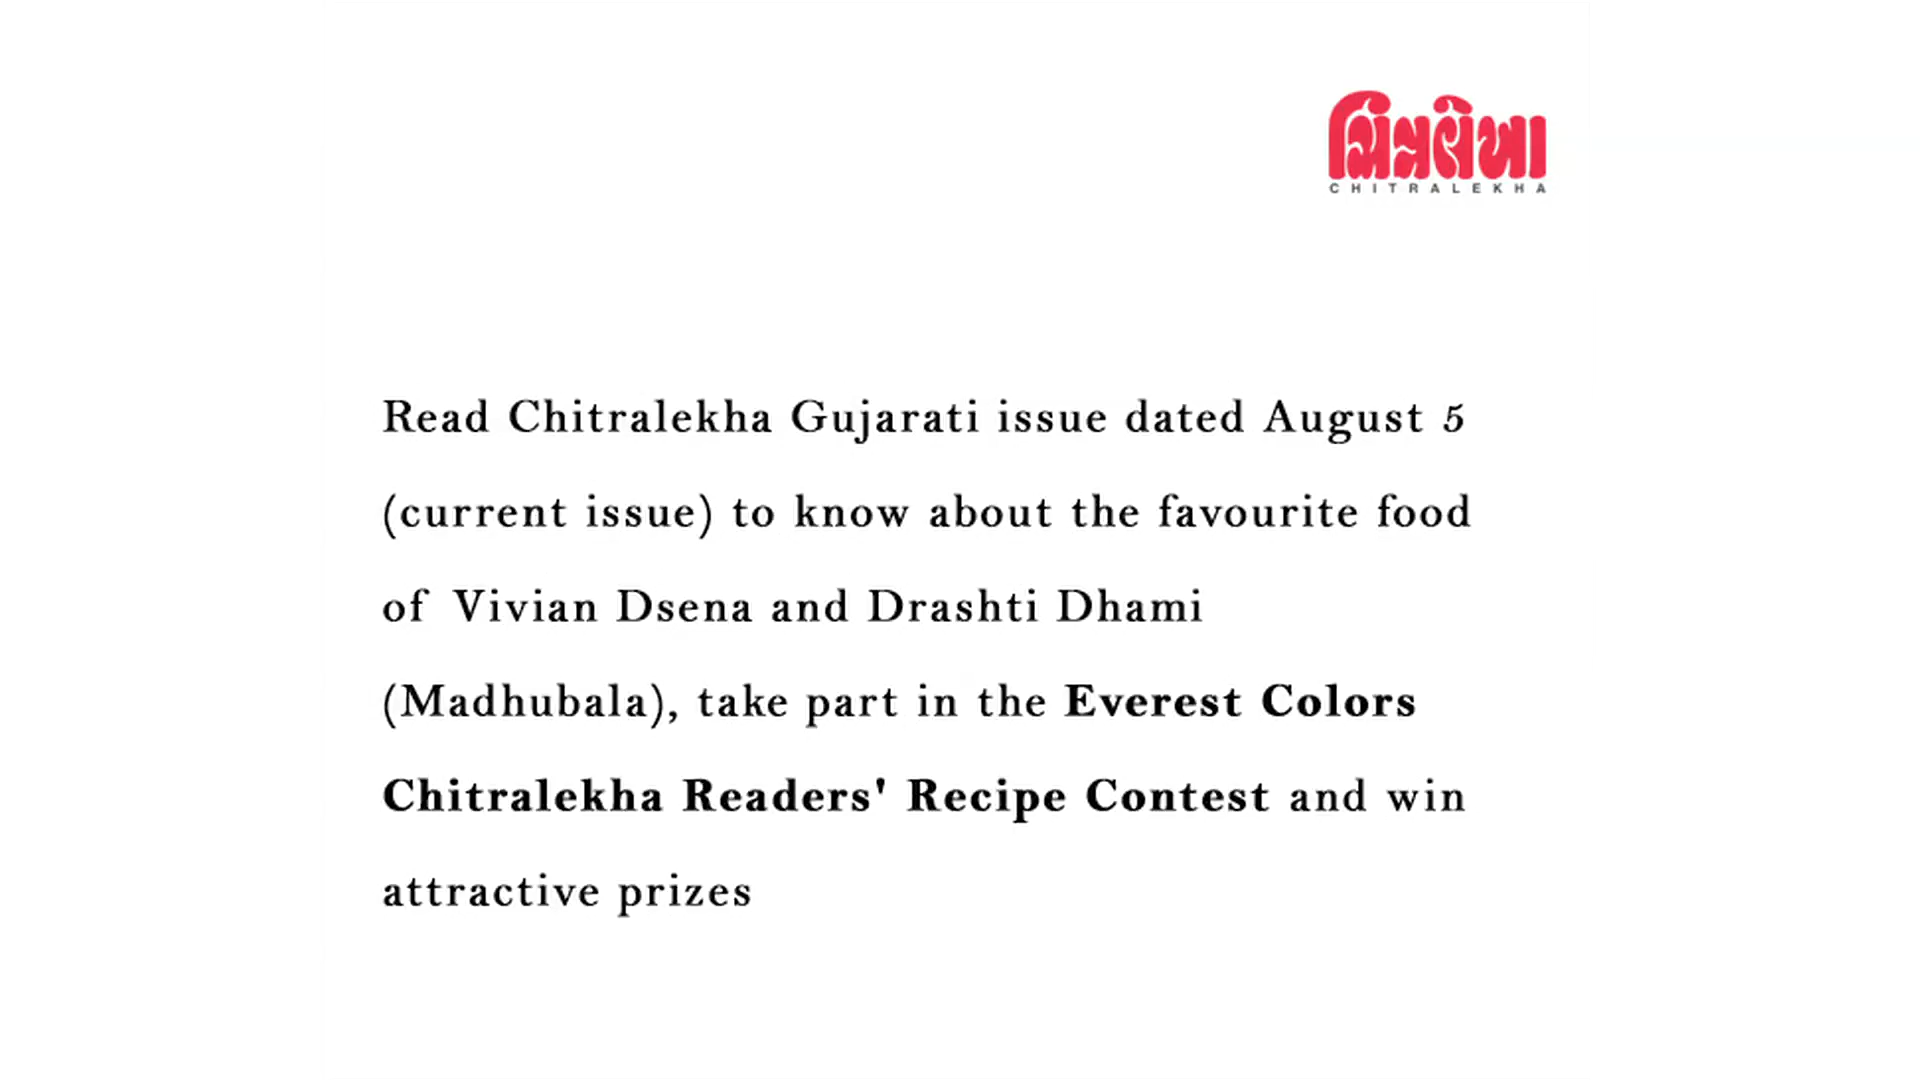 ચિત્રલેખા
CHITRALEKHA
Read Chitralekha Gujarati issue dated August 5
(current issue) to know about the favourite food
of Vivian Dsena and Drashti Dhami
(Madhubala), take part in the Everest Colors
Chitralekha Readers' Recipe Contest and win
attractive prizes